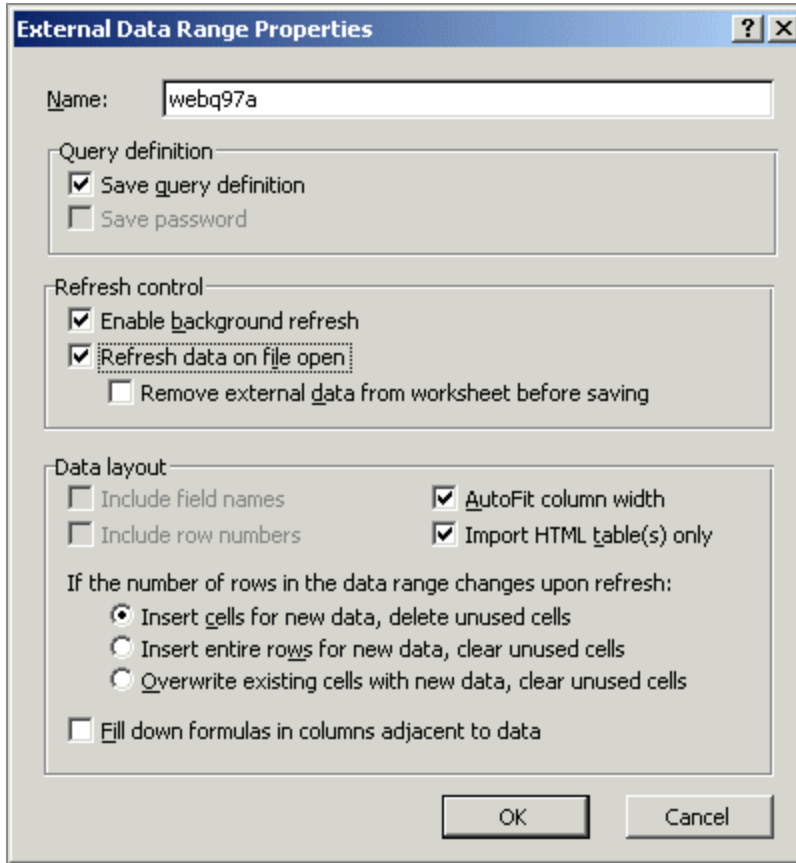 External Data Range Properties
Name: webq97a
Query definition
Save query definition
Save password
Refresh control
Enable background refresh
Refresh data on file open
Remove external data from worksheet before saving
Data layout
Include field names AutoFit column width
Include row numbers Import HTML table(s) only
If the number of rows in the data range changes upon refresh:
Insert cells for new data, delete unused cells
Insert entire rows for new data, clear unused cells
Overwrite existing cells with new data, clear unused cells
Fill down formulas in columns adjacent to data
OK Cancel